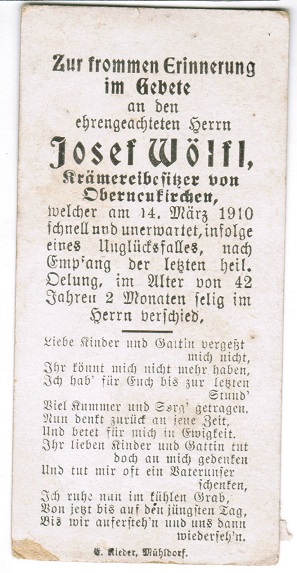 Zur frommen Erinnerung
im Gebete
an den
ehrengeachteten Herrn
Josef Wölfl,
Krämereibesitzer von
Oberneukirchen,
welcher am 14. März 1910
schnell und unerwartet, infolge
eines Unglücksfalles, nach
Empfang der letzten heil.
Oelung, im Alter von 42
Jahren 2 Monaten selig im
Herrn verschied,
Liebe Kinder und Gattin vergeßt
mich nicht,
Ihr könnt mich nicht mehr haben,
Ich hab' für Euch bis zur letzten
Stund'
Viel Kummer und Sorg' getragen.
Nun denkt zurück an jene Zeit,
Und betet für mich in Ewigkeit.
Ihr lieben Kinder und Gattin tut
doch an mich gedenken
Und tut mir oft ein Vaterunser
schenken,
Ich ruhe nun im kühlen Grab,
Von jetzt bis auf den jüngsten Tag,
Bis wir aufersteh'n und uns dann
wiederseh'n.
E. Rieder, Mühldorf.